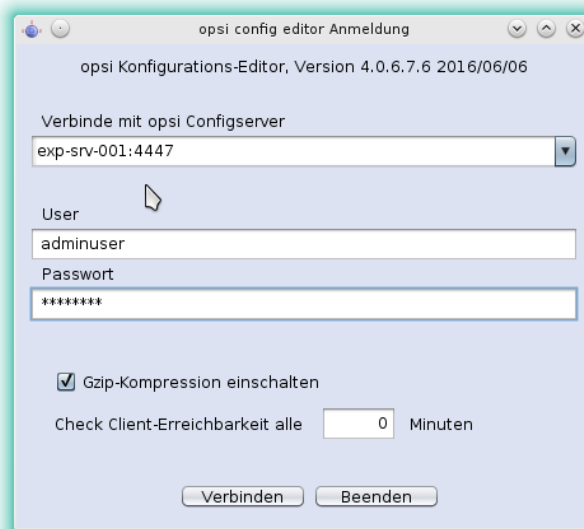 opsi config editor Anmeldung
opsi Konfigurations-Editor, Version 4.0.6.7.6 2016/06/06
Verbinde mit opsi Configserver
exp-srv-001:4447
User
adminuser
Passwort
********
Gzip-Kompression einschalten
Check Client-Erreichbarkeit alle 0 Minuten
Verbinden Beenden